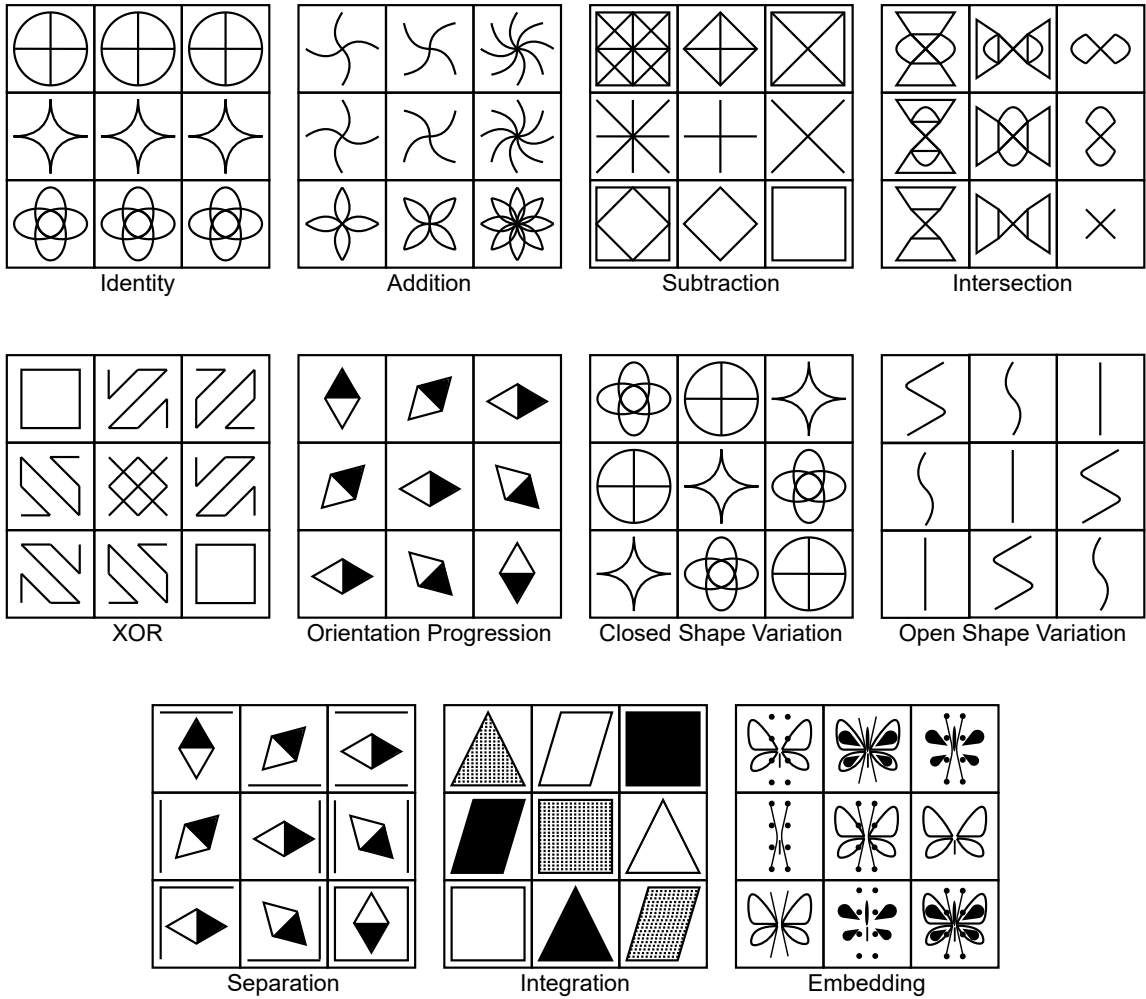 Identity Addition Subtraction Intersection
XOR Orientation Progression Closed Shape Variation Open Shape Variation
Separation Integration Embedding